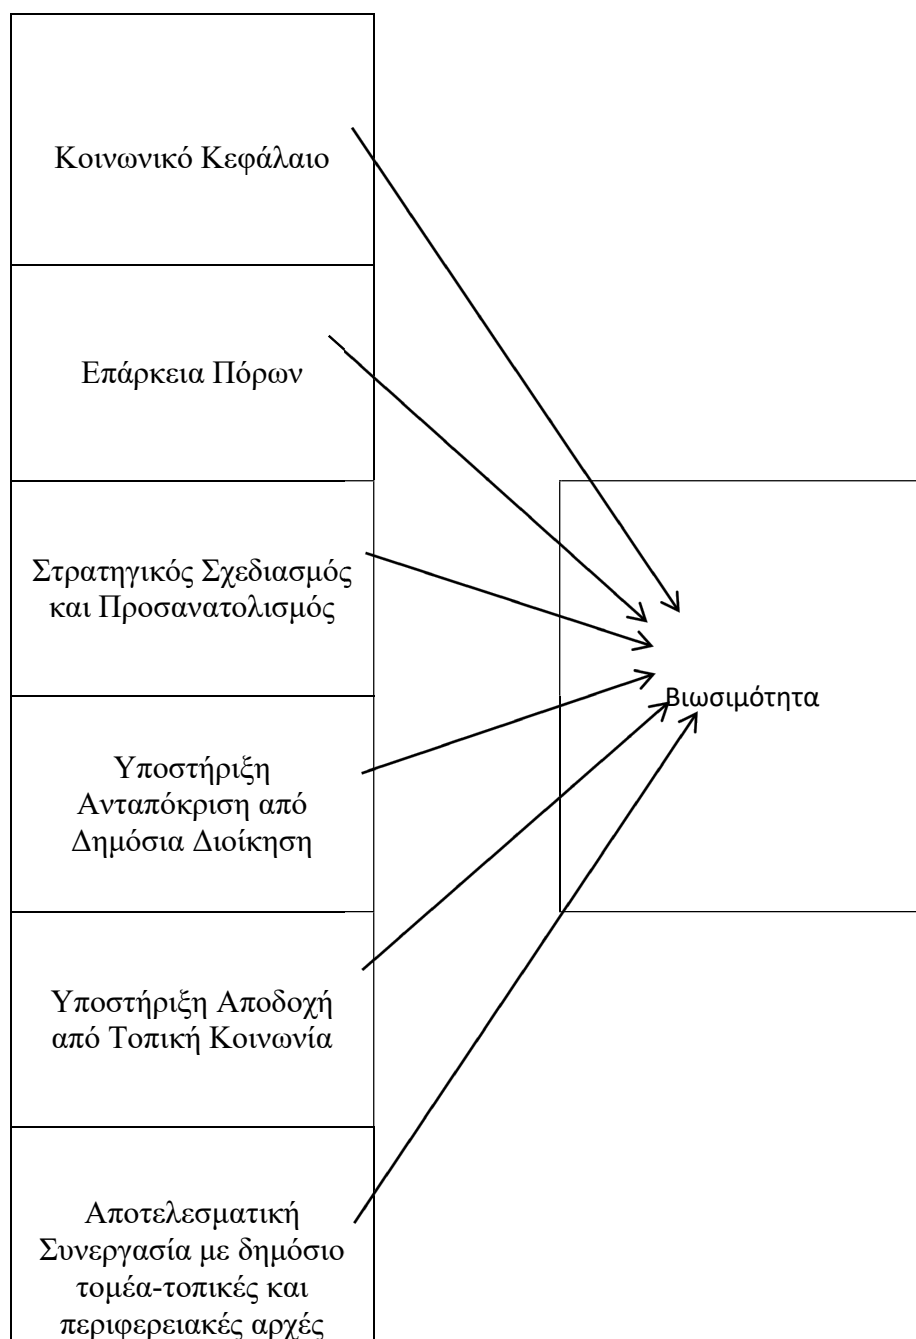 Κοινωνικό Κεφάλαιο
Επάρκεια Πόρων
Στρατηγικός Σχεδιασμός
και Προσανατολισμός
Υποστήριξη
Ανταπόκριση από
Δημόσια Διοίκηση
Βιωσιμότητα
Υποστήριξη Αποδοχή
από Τοπική Κοινωνία
Αποτελεσματική
Συνεργασία με δημόσιο
τομέα-τοπικές και
περιφερειακές αρχές